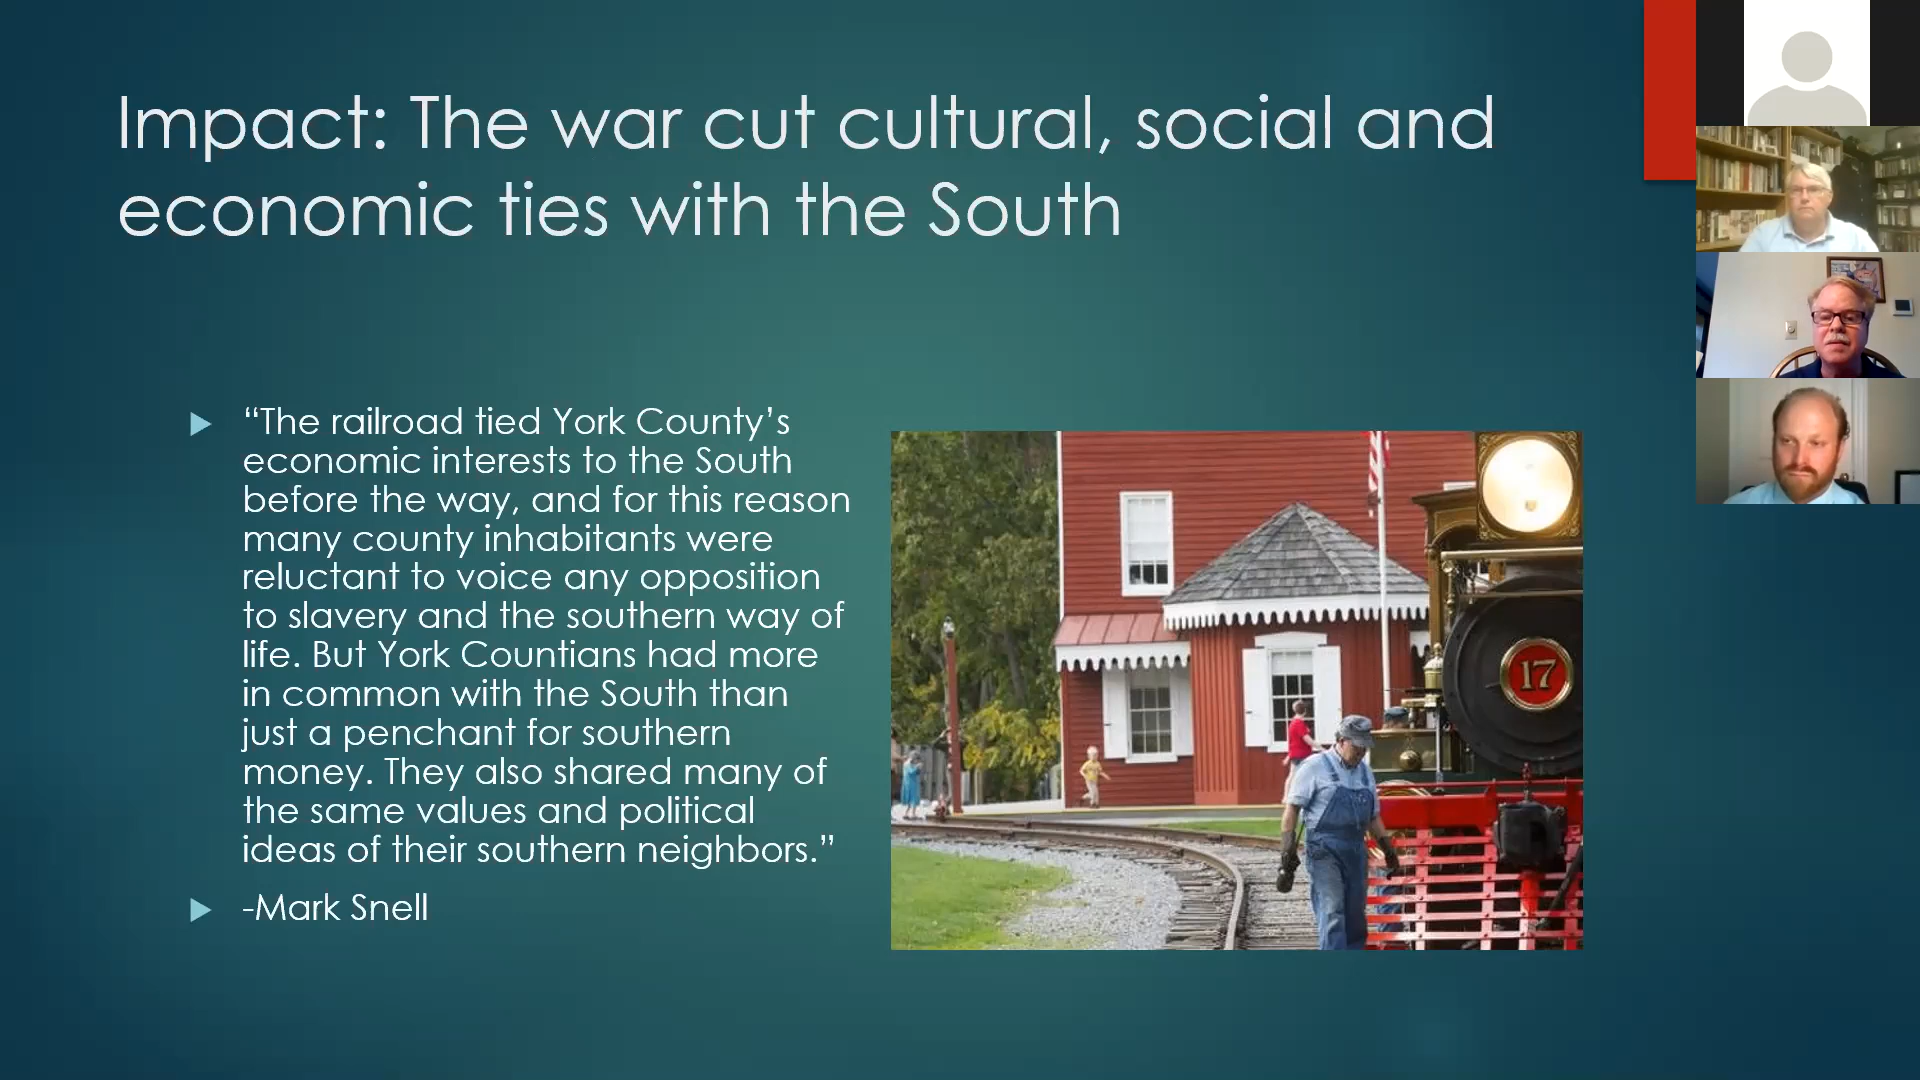 Impact: The war cut cultural, social and
economic ties with the South
“The railroad tied York County’s
economic interests to the South
before the way, and for this reason
many county inhabitants were
reluctant to voice any opposition
to slavery and the southern way of
life. But York Countians had more
in common with the South than
just a penchant for southern
money. They also shared many of
the same values and political
ideas of their southern neighbors.”
-Mark Snell
17